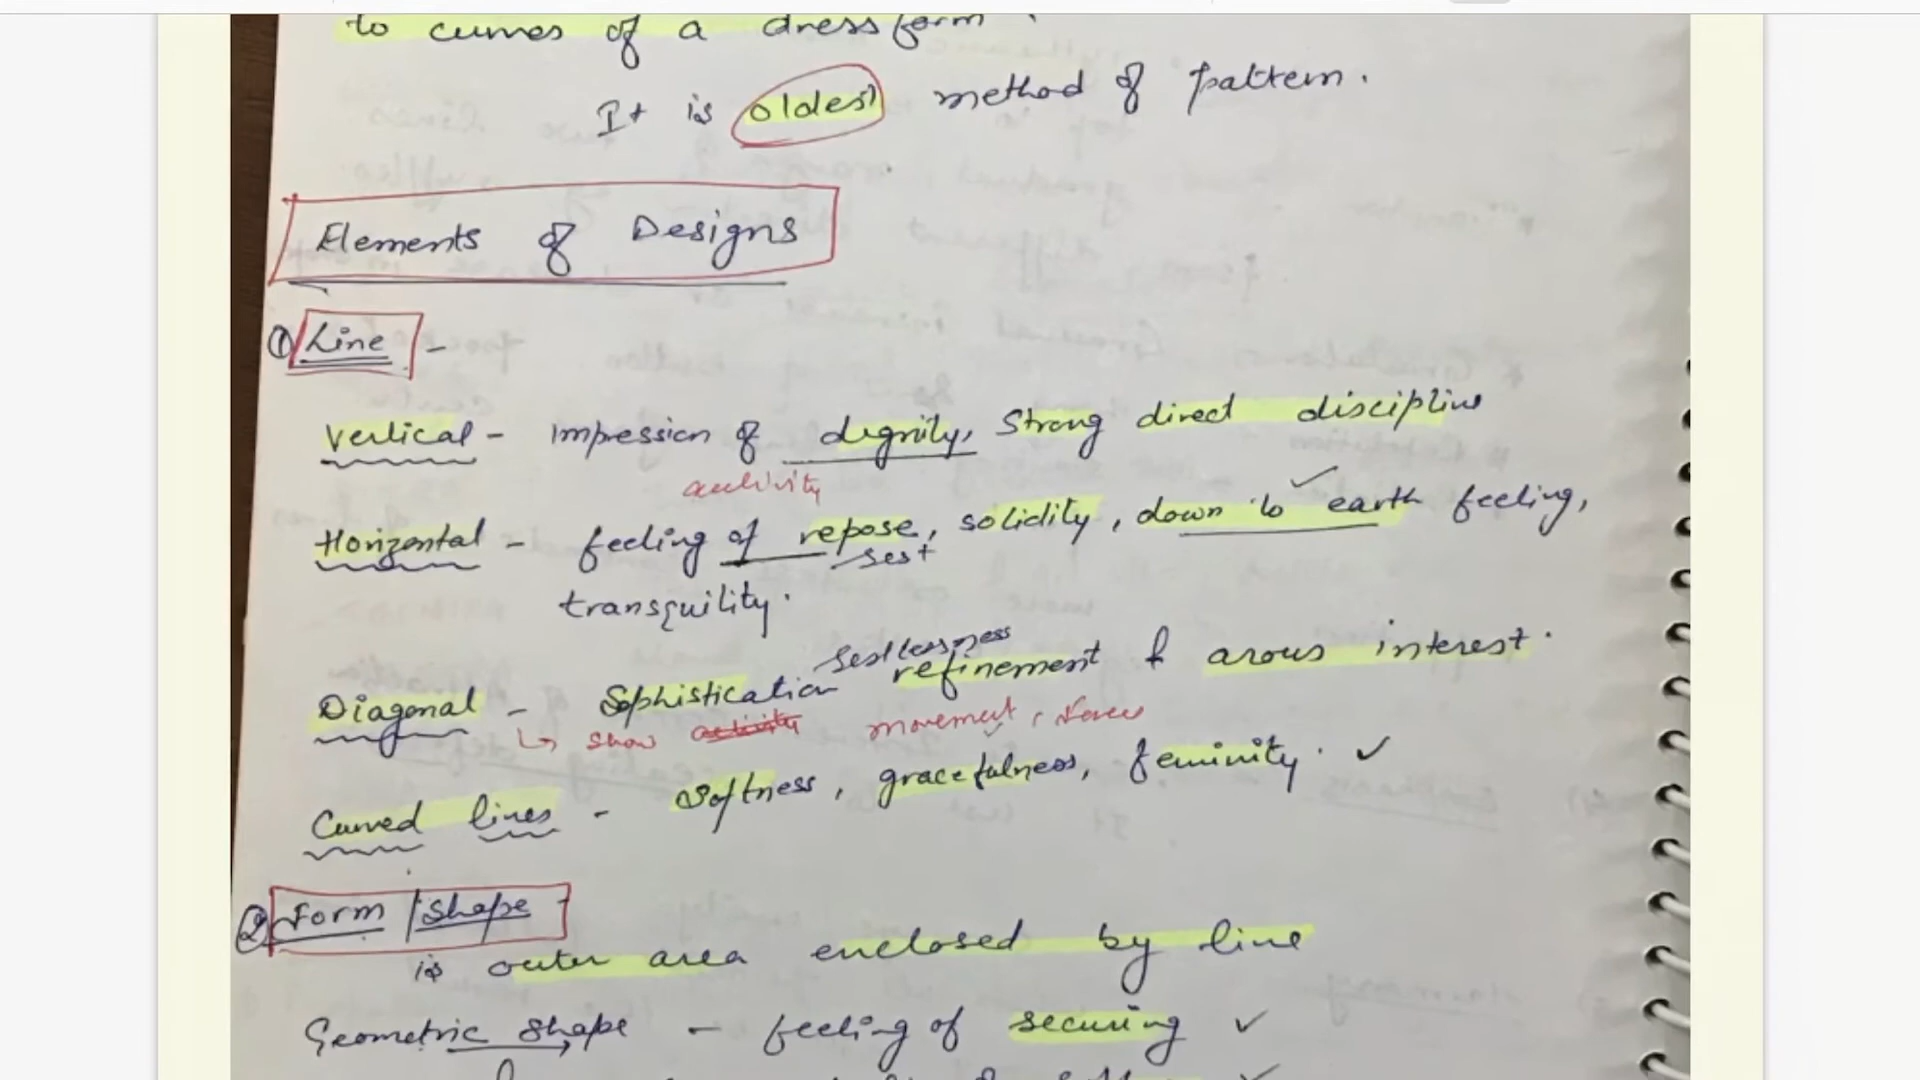 to curves of a dress form.
It is oldest method of pattern.
Elements of Designs
① Line -
Vertical - impression of dignity, Strong direct discipline
activity
Horizontal - feeling of repose, solidity, down to earth feeling,
rest
transquility.
restlessness
Diagonal - Sophistication refinement & arous interest.
↳ show activity movement,
Curved lines - Softness, gracefulness, feminity. ✓
② Form / Shape -
is outer area enclosed by line
Geometric shape - feeling of securing ✓